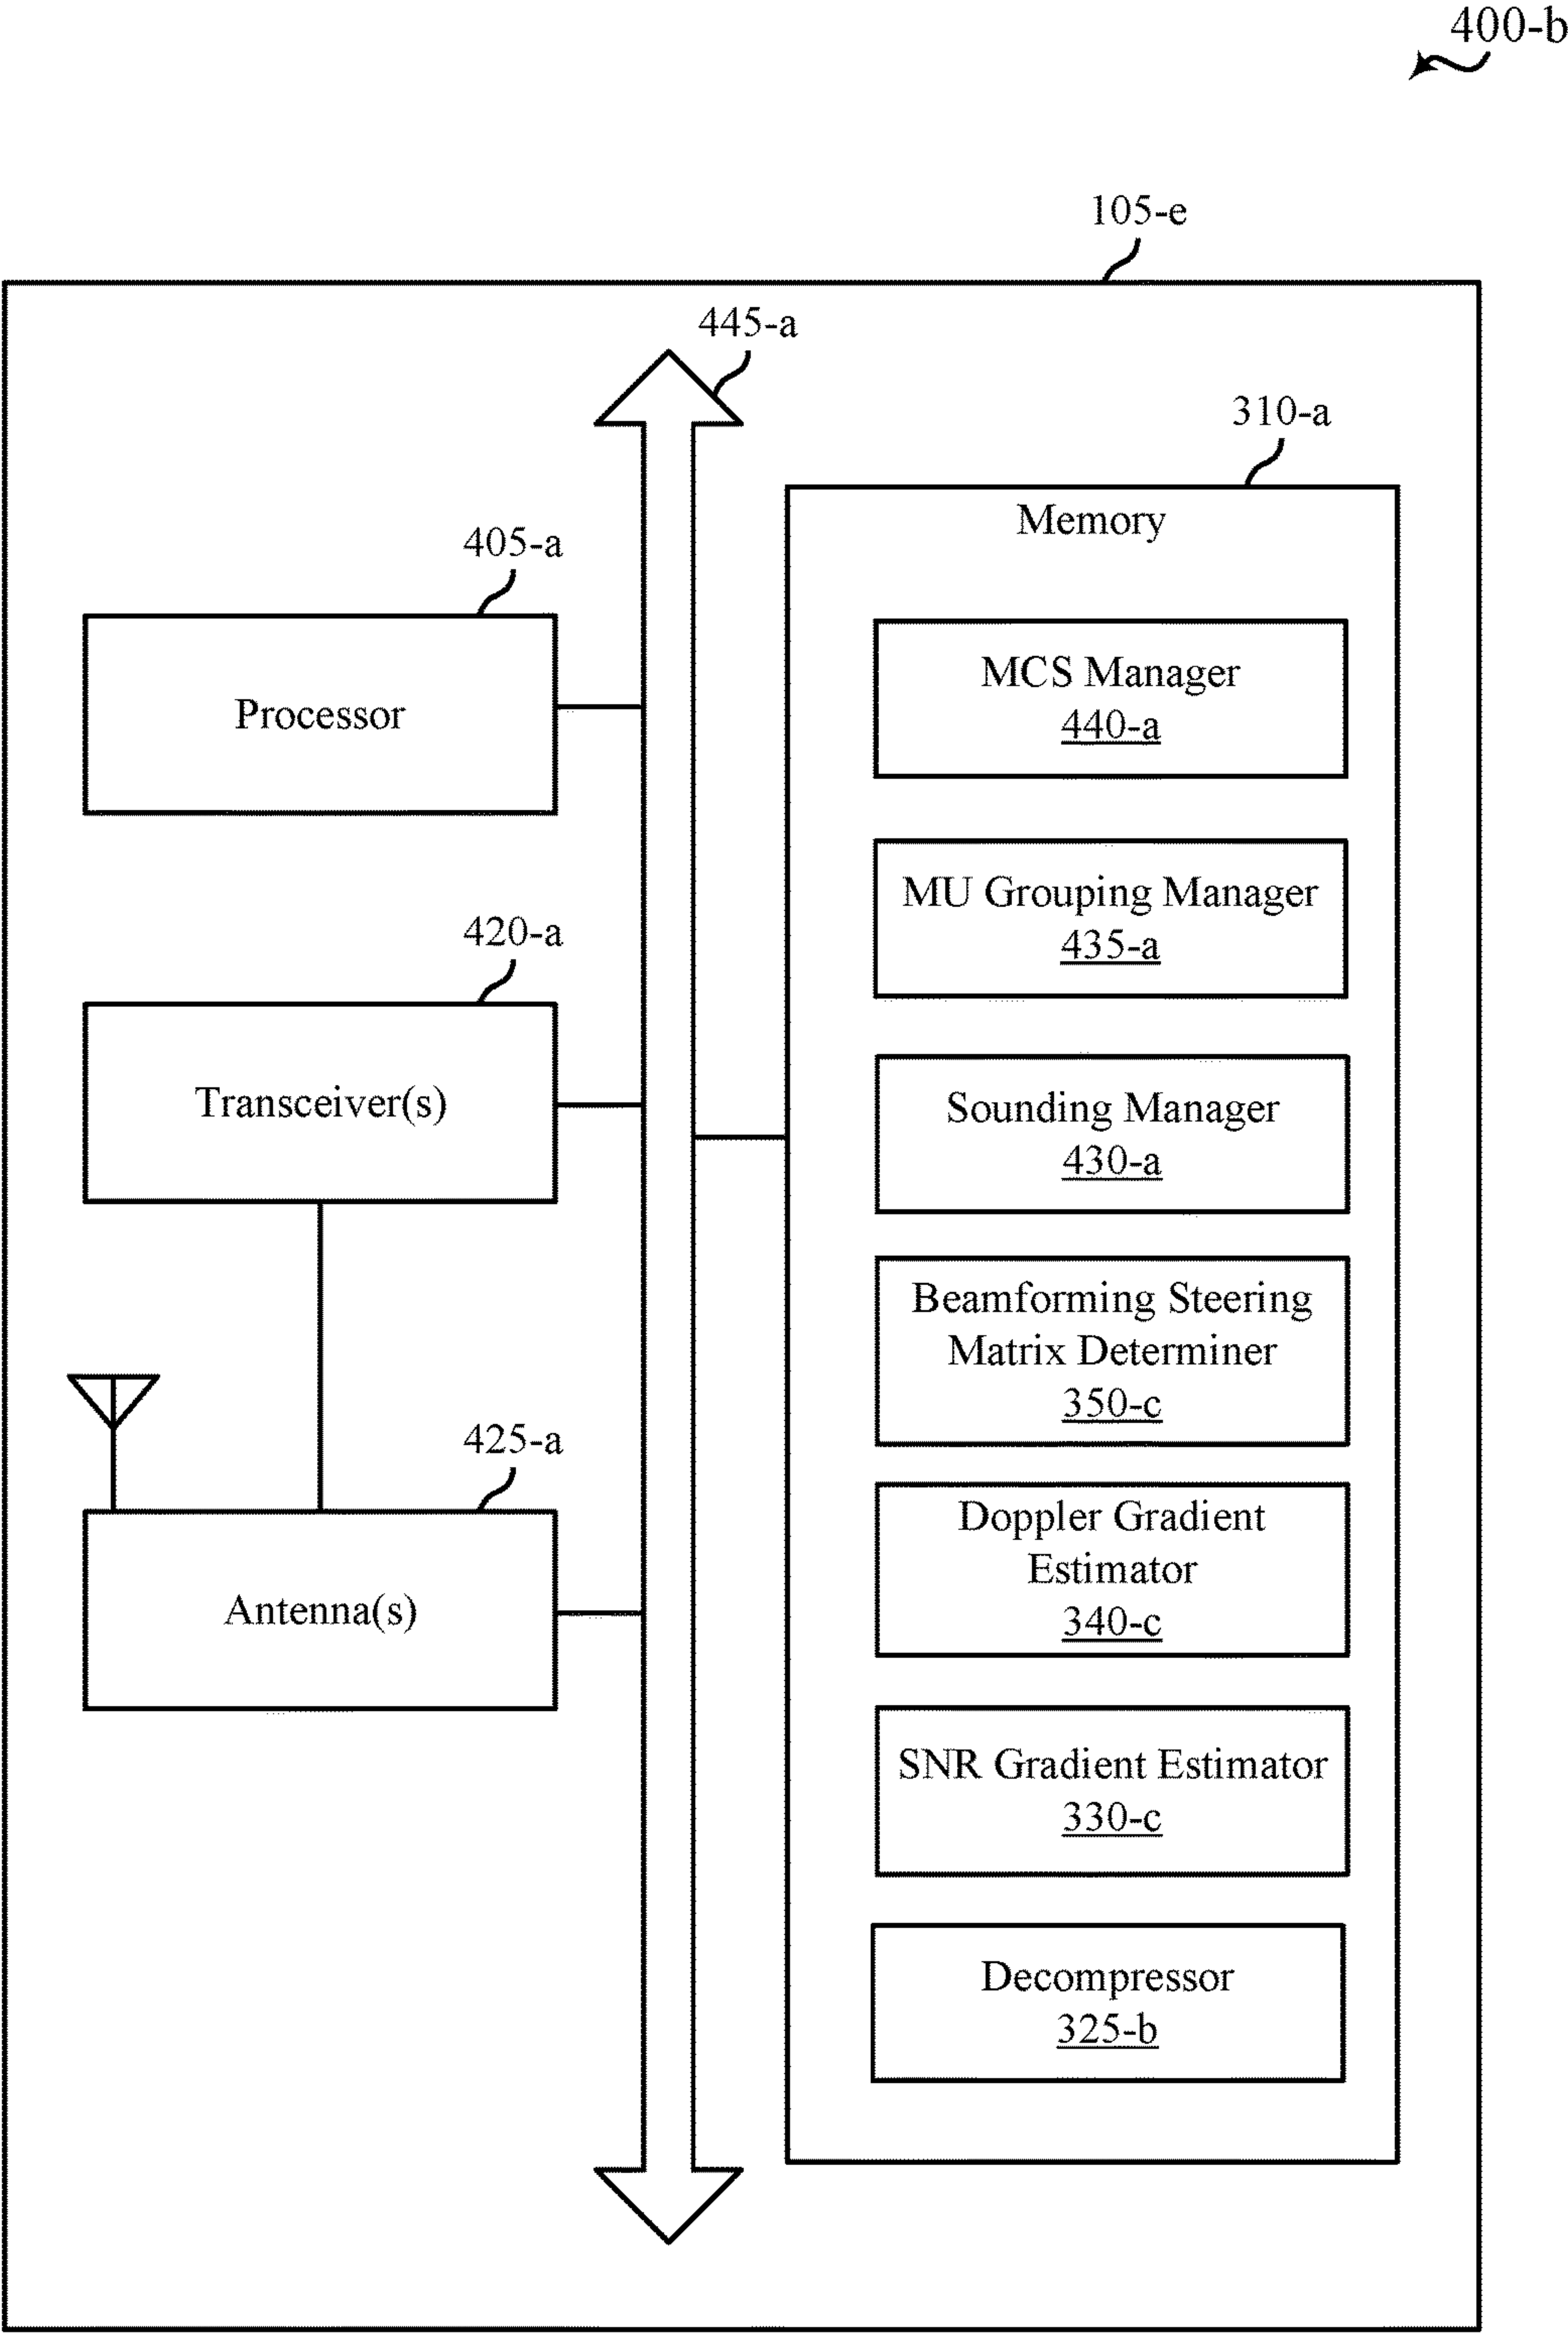 400-b
105-e
445-a
310-a
Memory
405-a
Processor
MCS Manager
440-a
MU Grouping Manager
435-a
420-a
Transceiver(s)
Sounding Manager
430-a
Beamforming Steering
Matrix Determiner
350-c
425-a
Antenna(s)
Doppler Gradient
Estimator
340-c
SNR Gradient Estimator
330-c
Decompressor
325-b